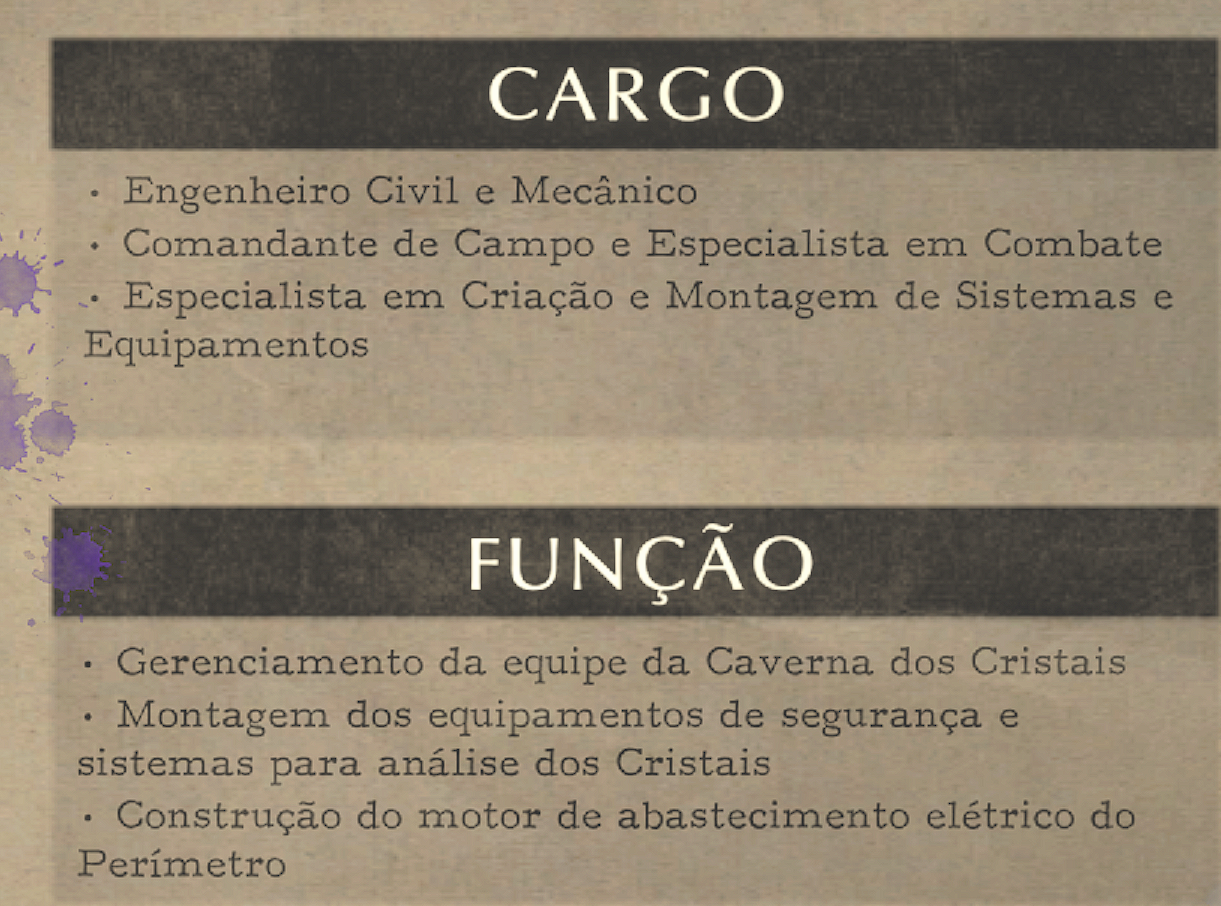 CARGO
· Engenheiro Civil e Mecânico
· Comandante de Campo e Especialista em Combate
· Especialista em Criação e Montagem de Sistemas e
Equipamentos
FUNÇÃO
· Gerenciamento da equipe da Caverna dos Cristais
· Montagem dos equipamentos de segurança e
sistemas para análise dos Cristais
· Construção do motor de abastecimento elétrico do
Perímetro